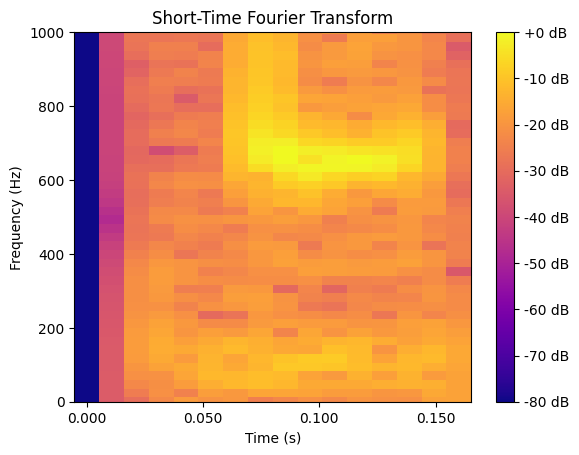 Short-Time Fourier Transform
1000
800
600
400
200
0
Frequency (Hz)
0.000
0.050
0.100
0.150
Time (s)
+0 dB
-10 dB
-20 dB
-30 dB
-40 dB
-50 dB
-60 dB
-70 dB
-80 dB